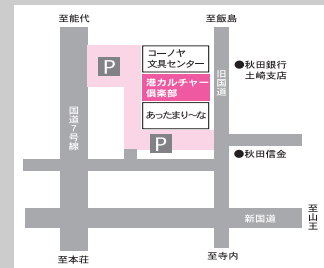 至能代
至飯島
コーノヤ
文具センター
P
●秋田銀行
土崎支店
港カルチャー
倶楽部
旧国道
国道7号線
あったまり〜な
P
●秋田信金
至山王
新国道
至本荘
至寺内